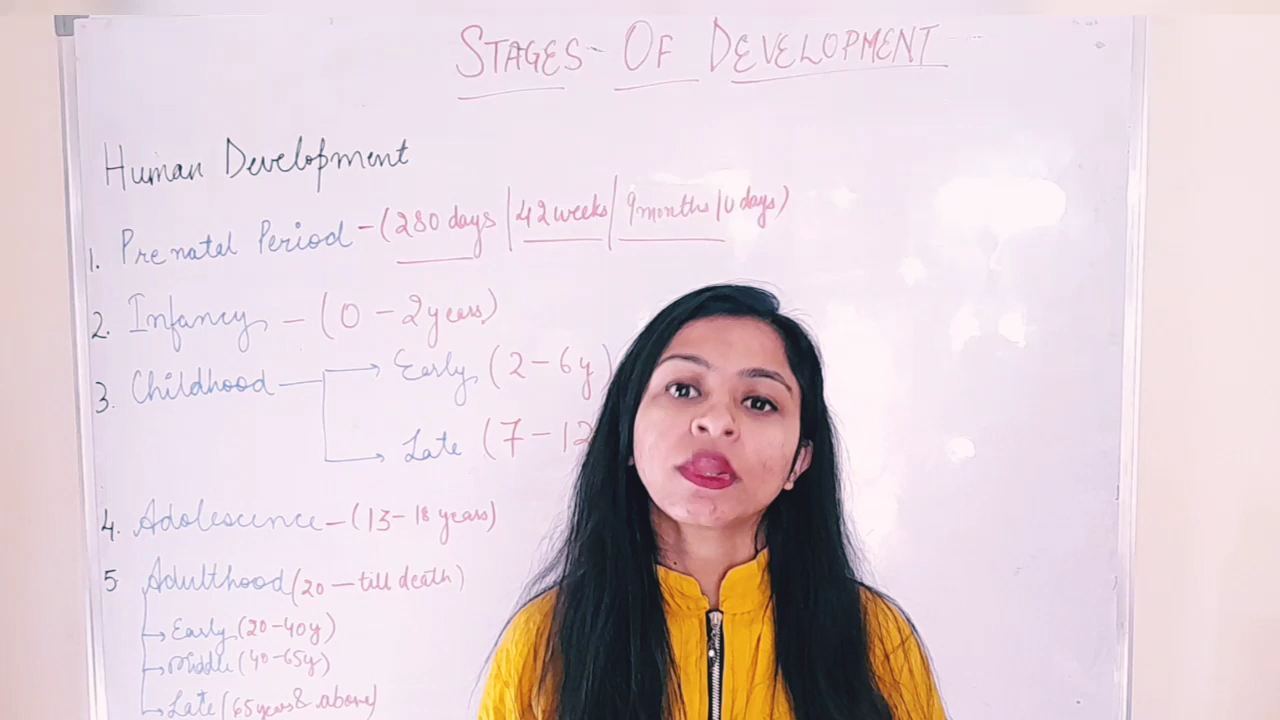 STAGES OF DEVELOPMENT
Human Development
1. Prenatal Period - (280 days | 42 weeks | 9 months 10 days)
2. Infancy - (0 - 2 years)
3. Childhood
Early (2 - 6 y)
Late (7 - 12
4. Adolescence - (13 - 18 years)
5 Adulthood (20 - till death)
Early (20 - 40y)
Middle (40 - 65y)
Late (65 years & above)